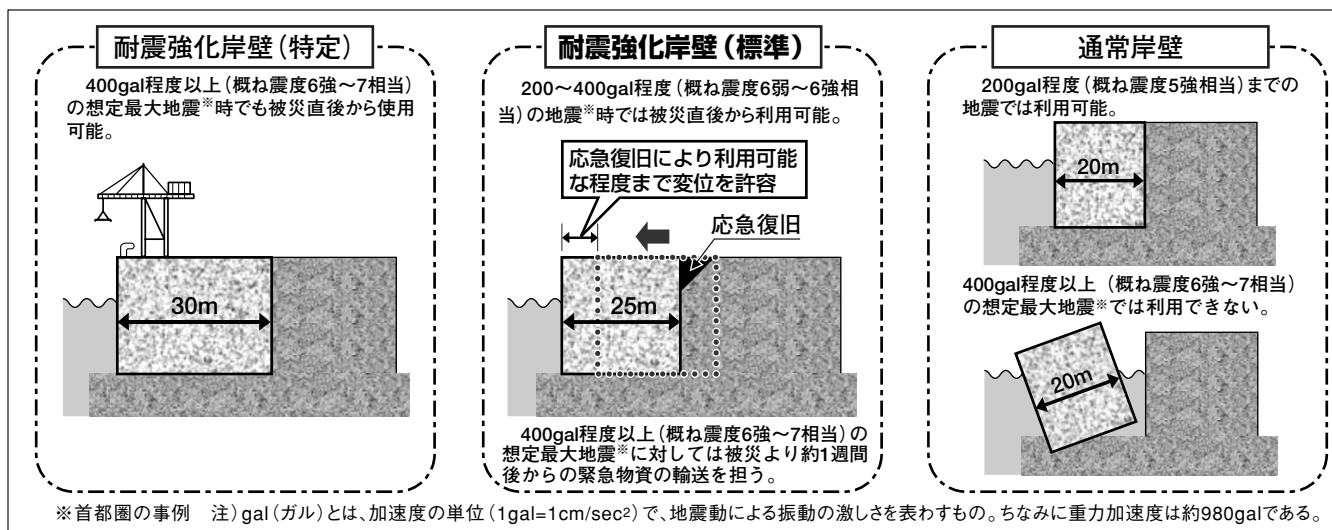 耐震強化岸壁(特定)
400gal程度以上(概ね震度6強〜7相当)
の想定最大地震※時でも被災直後から使用
可能。
30m
耐震強化岸壁(標準)
200〜400gal程度(概ね震度6弱〜6強相
当)の地震※時では被災直後から利用可能。
応急復旧により利用可能
な程度まで変位を許容
応急復旧
25m
400gal程度以上(概ね震度6強〜7相当)の
想定最大地震※に対しては被災より約1週間
後からの緊急物資の輸送を担う。
通常岸壁
200gal程度(概ね震度5強相当)までの
地震では利用可能。
20m
400gal程度以上(概ね震度6強〜7相当)
の想定最大地震※では利用できない。
20m
※首都圏の事例 注)gal(ガル)とは、加速度の単位(1gal=1cm/sec²)で、地震動による振動の激しさを表わすもの。ちなみに重力加速度は約980galである。